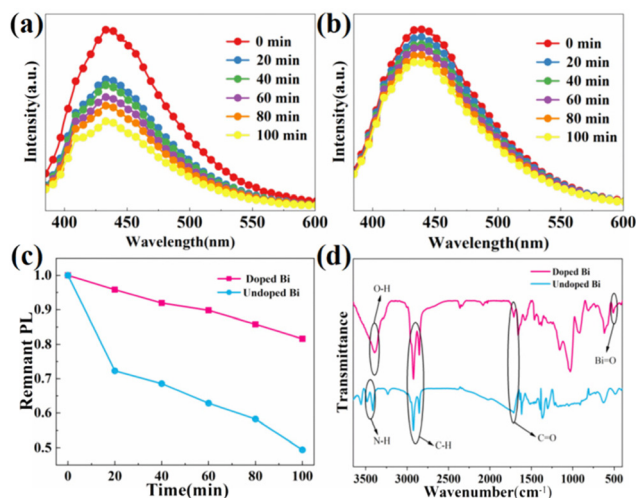 (a)
0 min
20 min
40 min
60 min
80 min
100 min
Intensity(a.u.)
400 450 500 550 600
Wavelength(nm)
(b)
0 min
20 min
40 min
60 min
80 min
100 min
Intensity(a.u.)
400 450 500 550 600
Wavelength(nm)
(c)
Doped Bi
Undoped Bi
Remnant PL
1.0
0.9
0.8
0.7
0.6
0.5
0 20 40 60 80 100
Time(min)
(d)
Doped Bi
Undoped Bi
O-H
Bi=O
N-H
C-H
C=O
Transmittance
3500 3000 2500 2000 1500 1000 500
Wavenumber(cm-1)